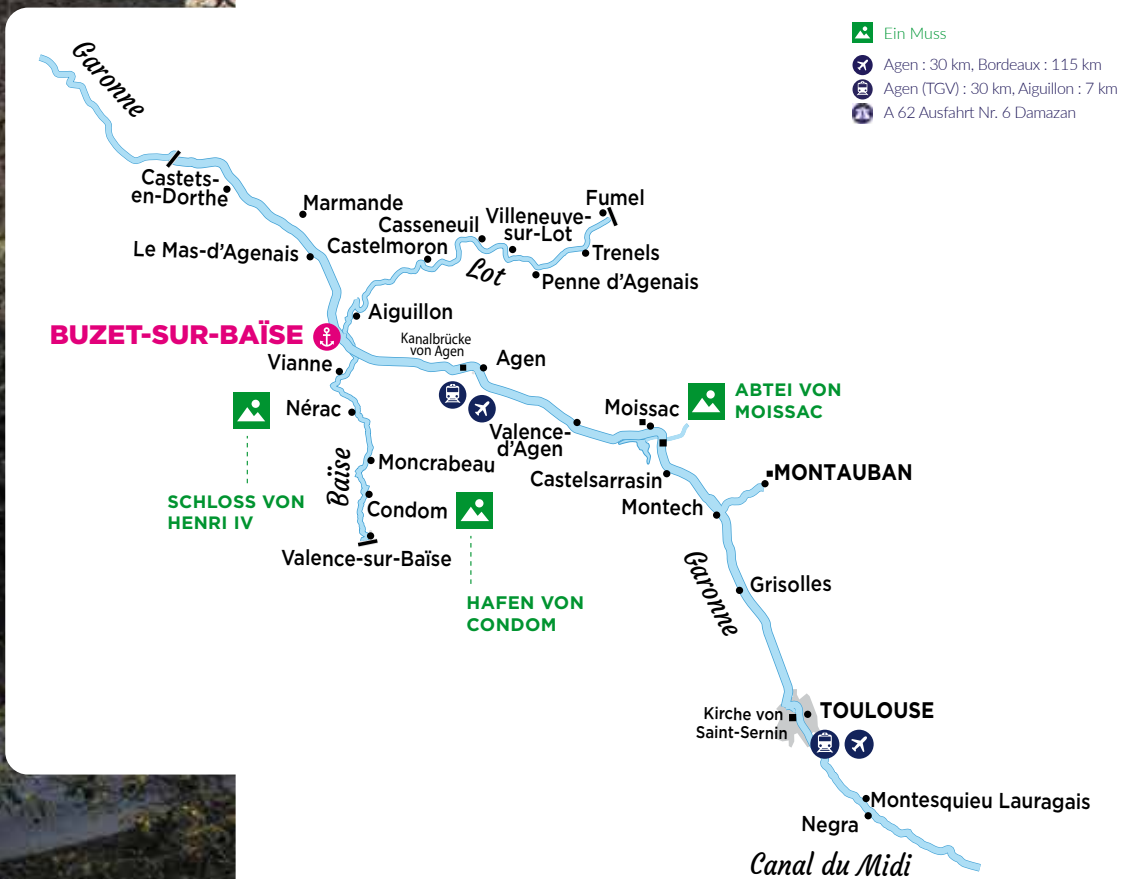 Garonne
Ein Muss
Agen : 30 km, Bordeaux : 115 km
Agen (TGV) : 30 km, Aiguillon : 7 km
A 62 Ausfahrt Nr. 6 Damazan
Castets-
en-Dorthe
Marmande
Le Mas-d'Agenais
Casseneuil
Castelmoron
Villeneuve-
sur-Lot
Fumel
Trenels
Penne d'Agenais
Lot
Aiguillon
BUZET-SUR-BAÏSE
Kanalbrücke
von Agen
Agen
Vianne
Nérac
Moissac
ABTEI VON
MOISSAC
Valence-
d'Agen
Castelsarrasin
Moncrabeau
Baïse
MONTAUBAN
SCHLOSS VON
HENRI IV
Condom
Montech
Valence-sur-Baïse
HAFEN VON
CONDOM
Garonne
Grisolles
Kirche von
Saint-Sernin
TOULOUSE
Montesquieu Lauragais
Negra
Canal du Midi